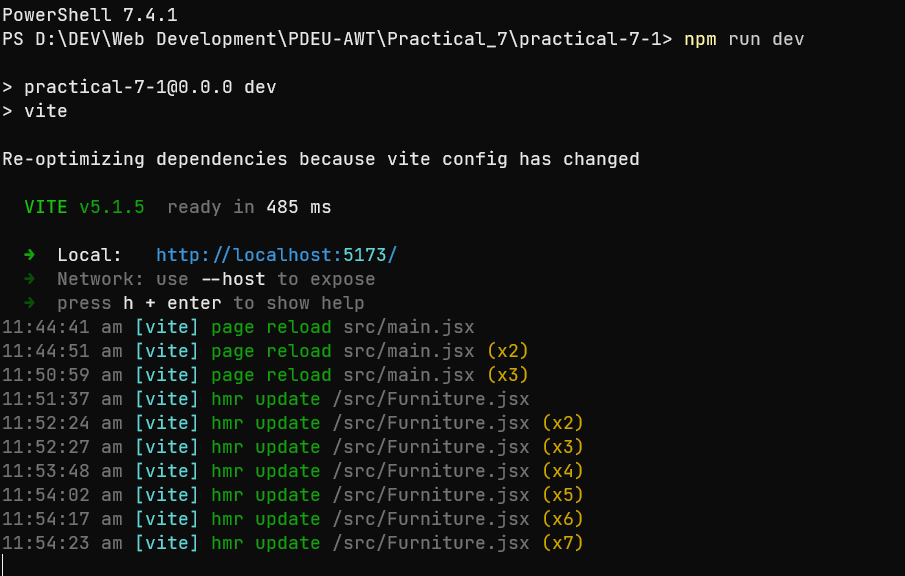 PowerShell 7.4.1
PS D:\DEV\Web Development\PDEU-AWT\Practical_7\practical-7-1> npm run dev
> practical-7-1@0.0.0 dev
> vite
Re-optimizing dependencies because vite config has changed
VITE v5.1.5  ready in 485 ms
➜  Local:   http://localhost:5173/
➜  Network: use --host to expose
➜  press h + enter to show help
11:44:41 am [vite] page reload src/main.jsx
11:44:51 am [vite] page reload src/main.jsx (x2)
11:50:59 am [vite] page reload src/main.jsx (x3)
11:51:37 am [vite] hmr update /src/Furniture.jsx
11:52:24 am [vite] hmr update /src/Furniture.jsx (x2)
11:52:27 am [vite] hmr update /src/Furniture.jsx (x3)
11:53:48 am [vite] hmr update /src/Furniture.jsx (x4)
11:54:02 am [vite] hmr update /src/Furniture.jsx (x5)
11:54:17 am [vite] hmr update /src/Furniture.jsx (x6)
11:54:23 am [vite] hmr update /src/Furniture.jsx (x7)